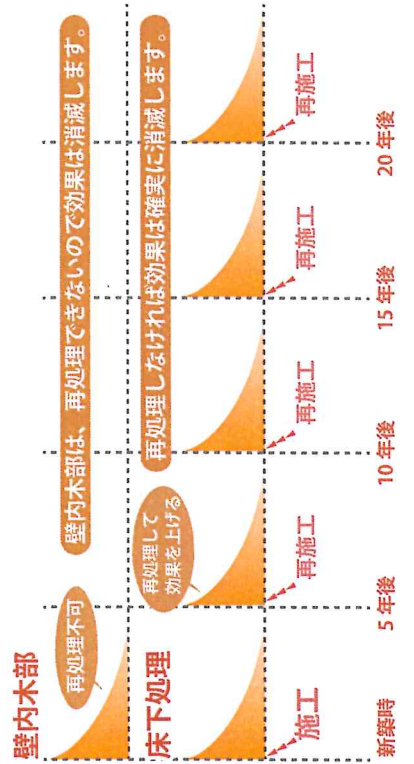 壁内木部
再処理不可
壁内木部は、再処理できないので効果は消滅します。
床下処理
再処理して
効果を上げる
再処理しなければ効果は確実に消滅します。
施工
再施工
再施工
再施工
再施工
新築時
5年後
10年後
15年後
20年後